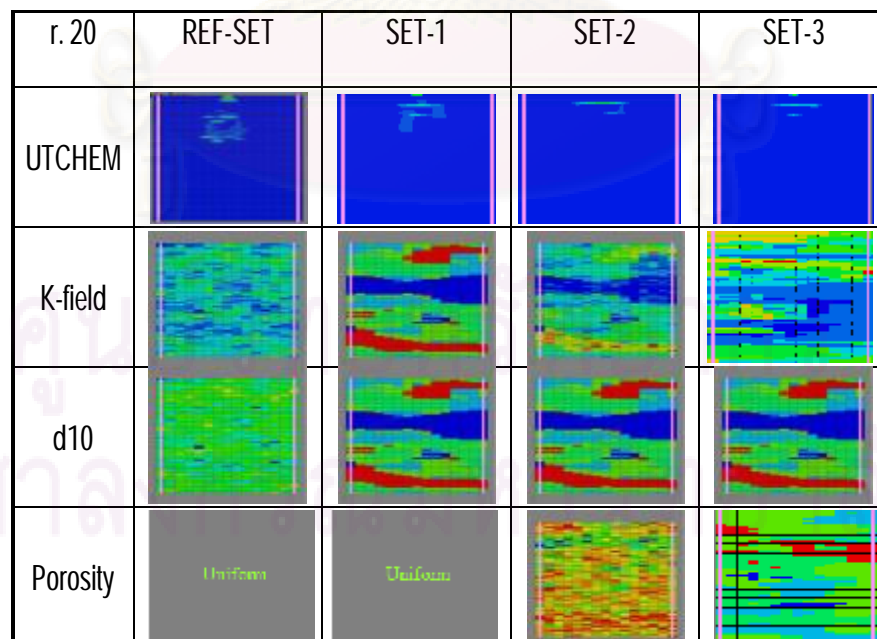 r. 20 REF-SET SET-1 SET-2 SET-3
UTCHEM
K-field
d10
Porosity Uniform Uniform